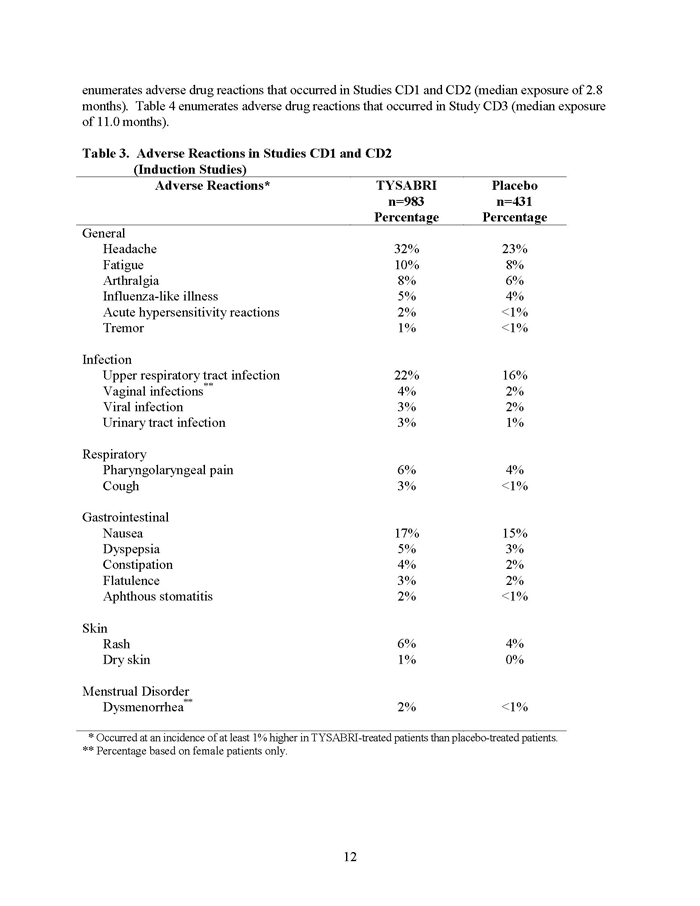 enumerates adverse drug reactions that occurred in Studies CD1 and CD2 (median exposure of 2.8
months). Table 4 enumerates adverse drug reactions that occurred in Study CD3 (median exposure
of 11.0 months).
Table 3. Adverse Reactions in Studies CD1 and CD2
(Induction Studies)
Adverse Reactions* TYSABRI Placebo
n=983 n=431
Percentage Percentage
General
Headache 32% 23%
Fatigue 10% 8%
Arthralgia 8% 6%
Influenza-like illness 5% 4%
Acute hypersensitivity reactions 2% <1%
Tremor 1% <1%
Infection
Upper respiratory tract infection 22% 16%
Vaginal infections** 4% 2%
Viral infection 3% 2%
Urinary tract infection 3% 1%
Respiratory
Pharyngolaryngeal pain 6% 4%
Cough 3% <1%
Gastrointestinal
Nausea 17% 15%
Dyspepsia 5% 3%
Constipation 4% 2%
Flatulence 3% 2%
Aphthous stomatitis 2% <1%
Skin
Rash 6% 4%
Dry skin 1% 0%
Menstrual Disorder
Dysmenorrhea** 2% <1%
* Occurred at an incidence of at least 1% higher in TYSABRI-treated patients than placebo-treated patients.
** Percentage based on female patients only.
12